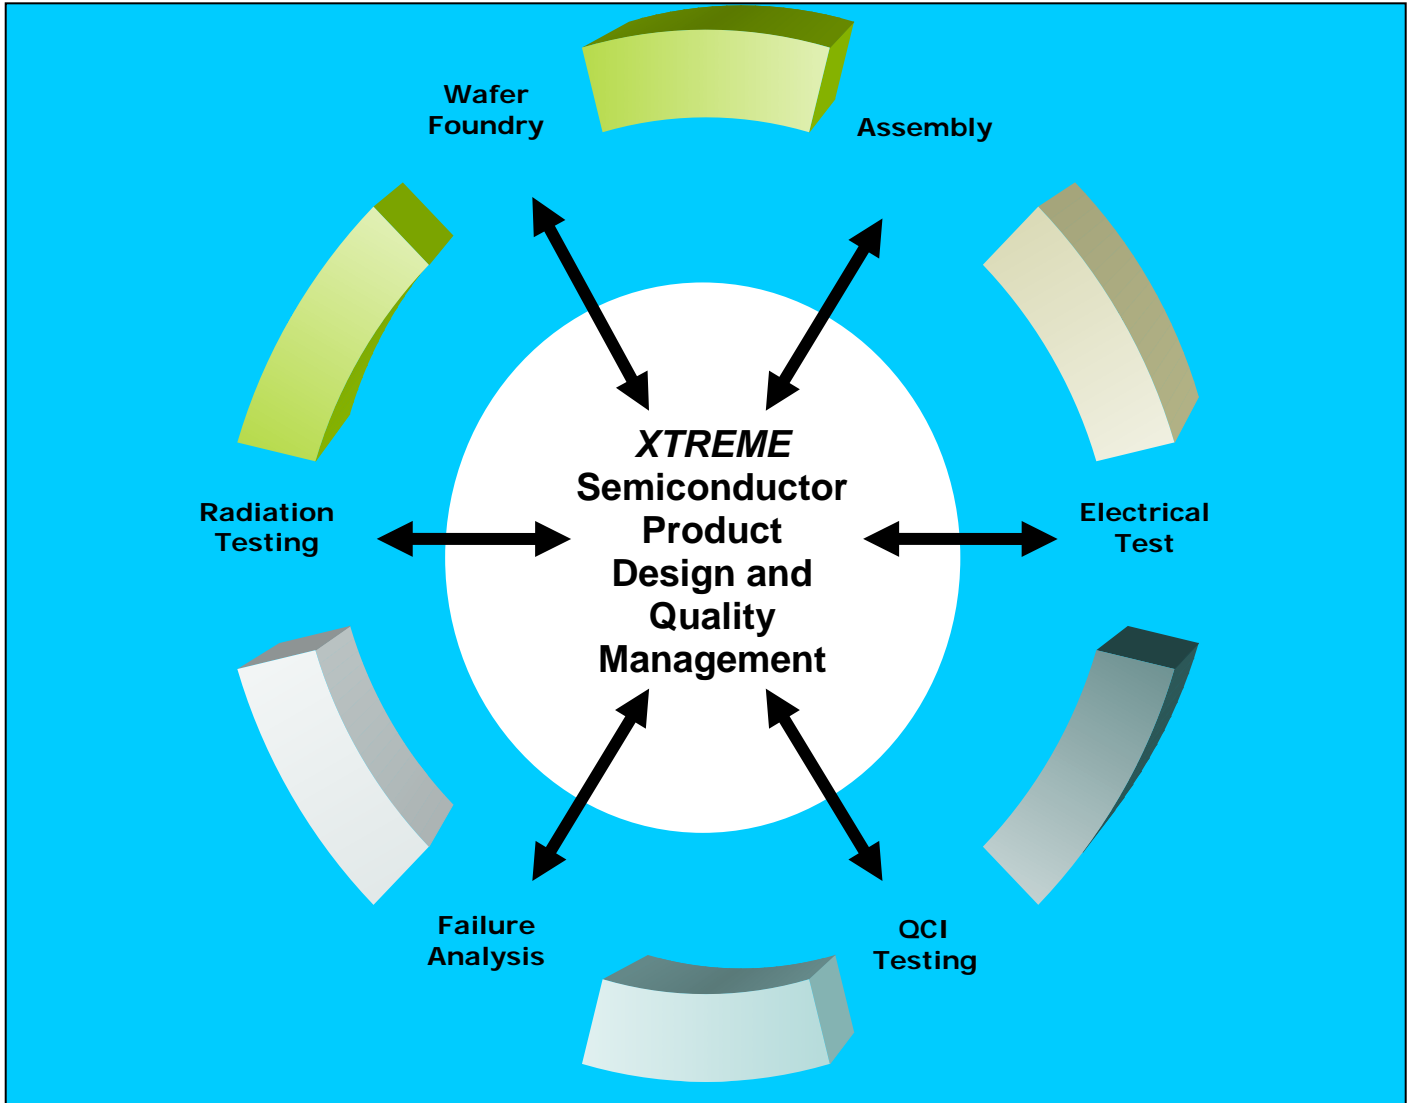 Wafer
Foundry
Assembly
XTREME
Semiconductor
Product
Design and
Quality
Management
Radiation
Testing
Electrical
Test
Failure
Analysis
QCI
Testing